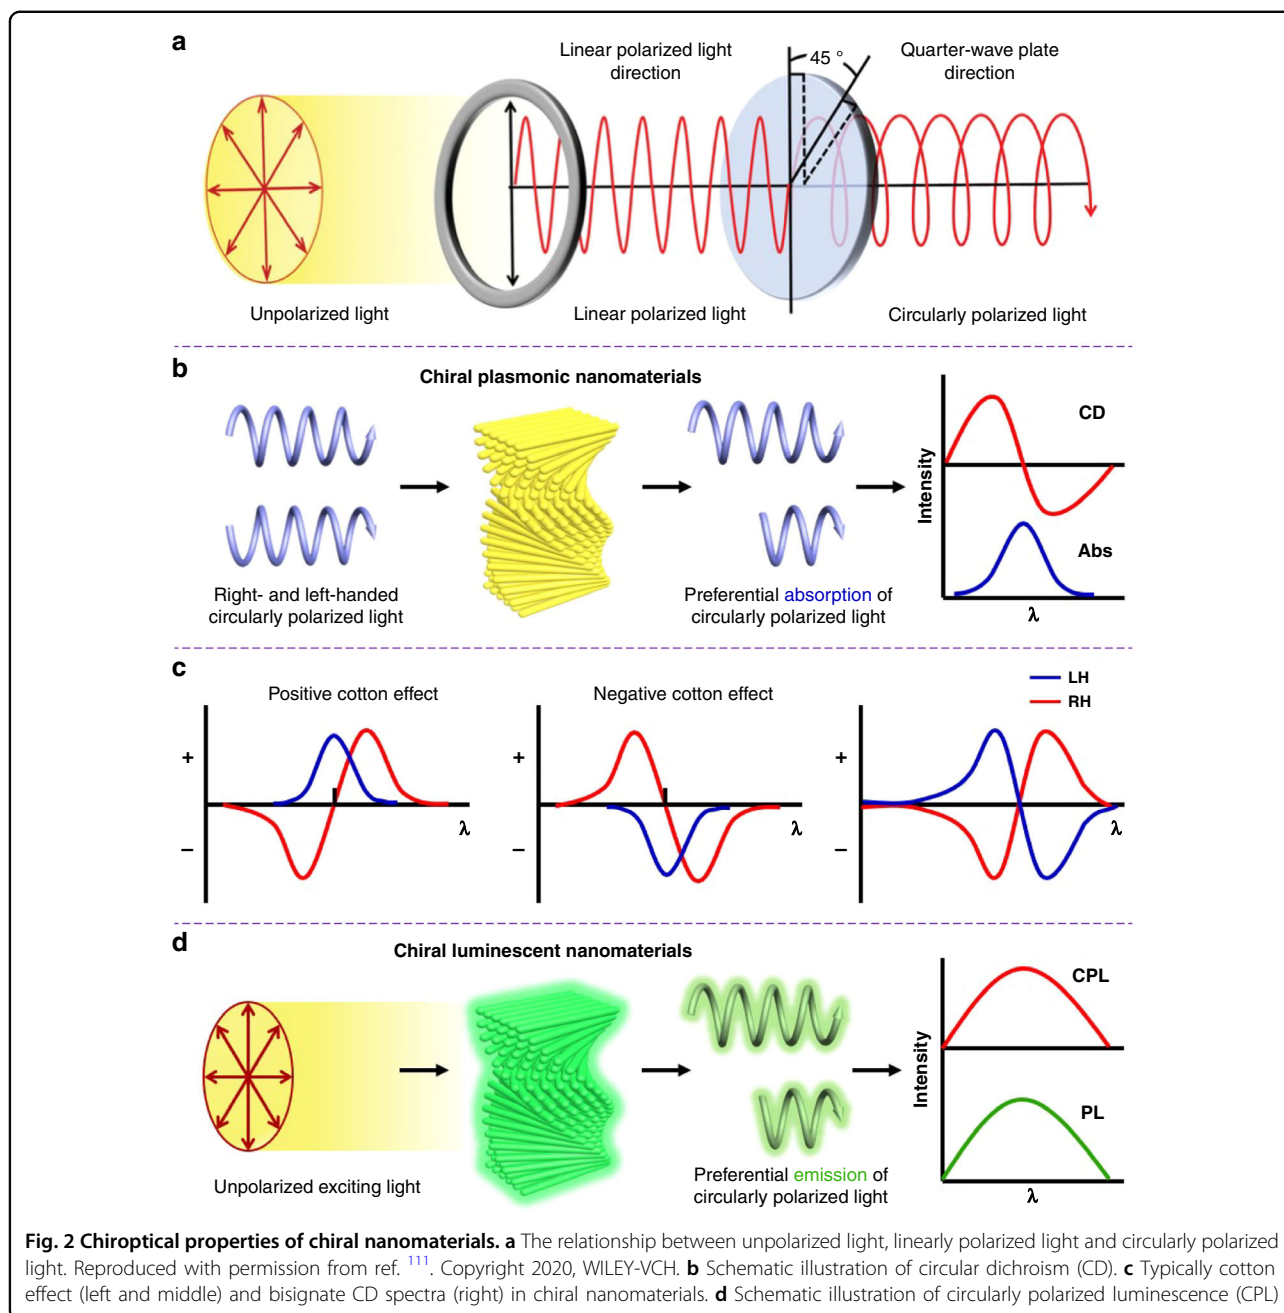 a
Linear polarized light
direction
45 °
Quarter-wave plate
direction
Unpolarized light
Linear polarized light
Circularly polarized light
b
Chiral plasmonic nanomaterials
Right- and left-handed
circularly polarized light
Preferential absorption of
circularly polarized light
Intensity
CD
Abs
λ
c
Positive cotton effect
+
–
λ
Negative cotton effect
+
–
λ
LH
RH
+
–
λ
d
Chiral luminescent nanomaterials
Unpolarized exciting light
Preferential emission of
circularly polarized light
Intensity
CPL
PL
λ
Fig. 2 Chiroptical properties of chiral nanomaterials. a The relationship between unpolarized light, linearly polarized light and circularly polarized
light. Reproduced with permission from ref. 111. Copyright 2020, WILEY-VCH. b Schematic illustration of circular dichroism (CD). c Typically cotton
effect (left and middle) and bisignate CD spectra (right) in chiral nanomaterials. d Schematic illustration of circularly polarized luminescence (CPL)